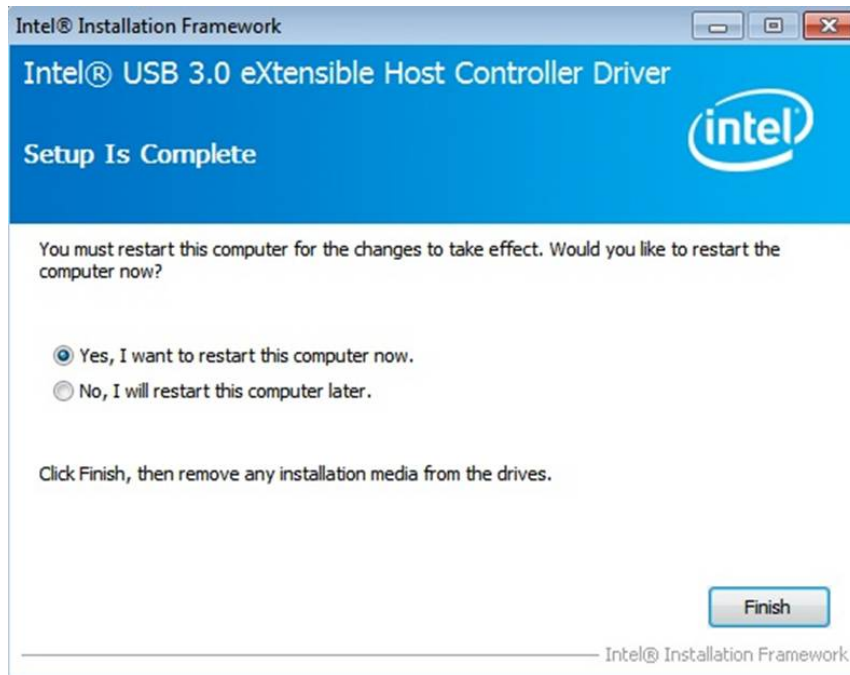 Intel® Installation Framework
Intel® USB 3.0 eXtensible Host Controller Driver
intel
Setup Is Complete
You must restart this computer for the changes to take effect. Would you like to restart the
computer now?
Yes, I want to restart this computer now.
No, I will restart this computer later.
Click Finish, then remove any installation media from the drives.
Finish
Intel® Installation Framework